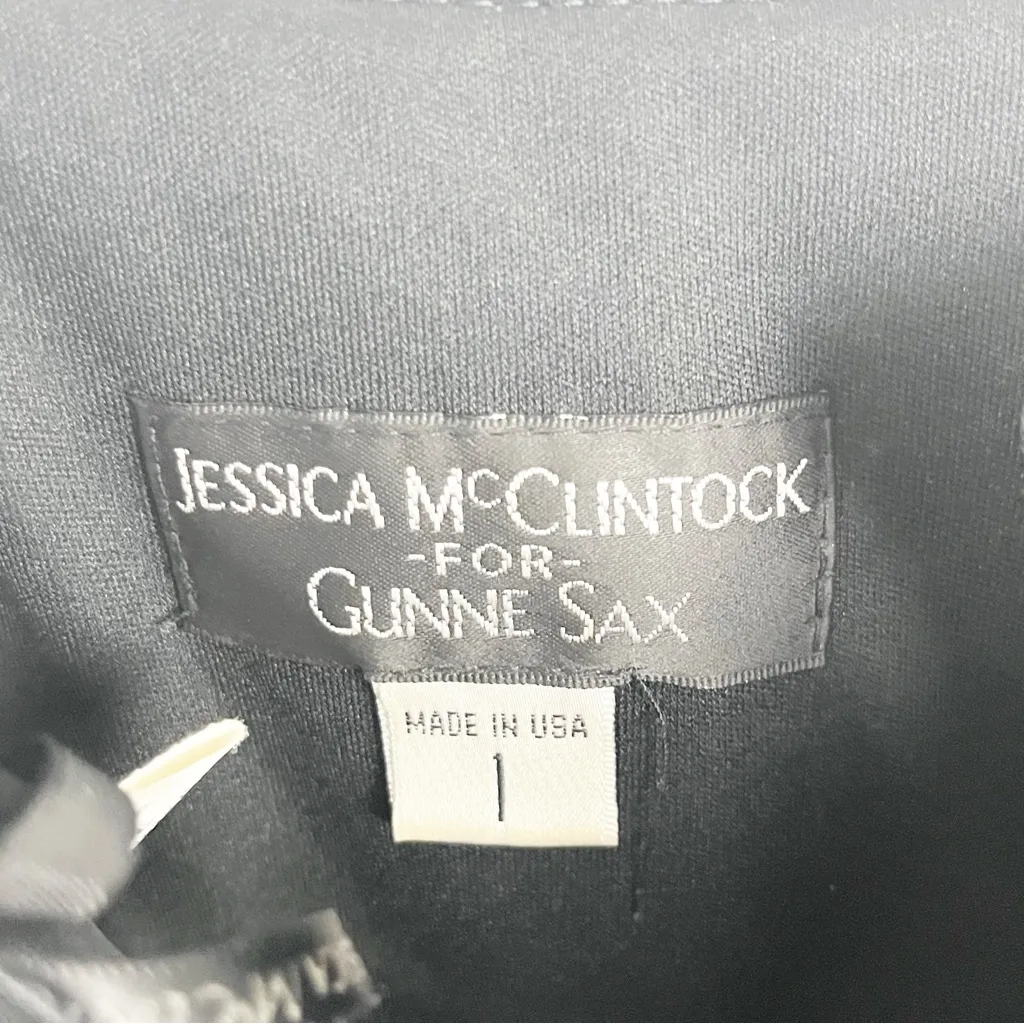 JESSICA MCCLINTOCK
-FOR-
GUNNE SAX
MADE IN USA
1